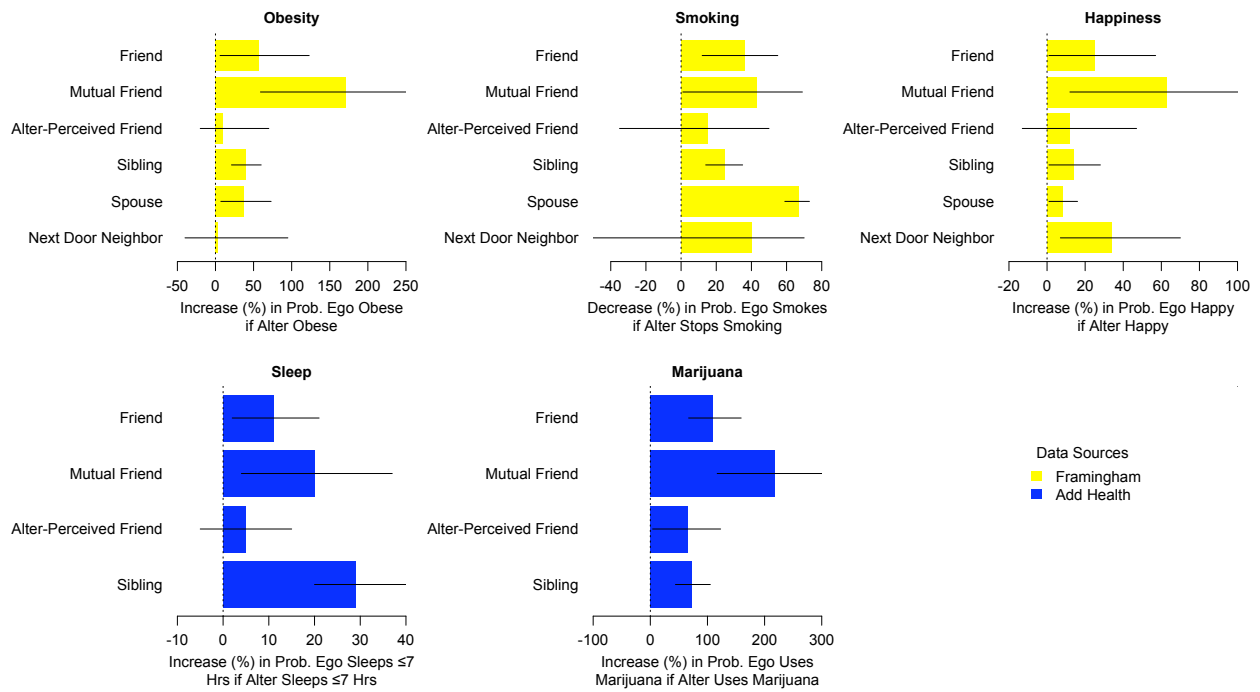 Obesity
Friend
Mutual Friend
Alter-Perceived Friend
Sibling
Spouse
Next Door Neighbor
-50 0 50 100 150 200 250
Increase (%) in Prob. Ego Obese
if Alter Obese
Smoking
Friend
Mutual Friend
Alter-Perceived Friend
Sibling
Spouse
Next Door Neighbor
-40 -20 0 20 40 60 80
Decrease (%) in Prob. Ego Smokes
if Alter Stops Smoking
Happiness
Friend
Mutual Friend
Alter-Perceived Friend
Sibling
Spouse
Next Door Neighbor
-20 0 20 40 60 80 100
Increase (%) in Prob. Ego Happy
if Alter Happy
Sleep
Friend
Mutual Friend
Alter-Perceived Friend
Sibling
-10 0 10 20 30 40
Increase (%) in Prob. Ego Sleeps ≤7
Hrs if Alter Sleeps ≤7 Hrs
Marijuana
Friend
Mutual Friend
Alter-Perceived Friend
Sibling
-100 0 100 200 300
Increase (%) in Prob. Ego Uses
Marijuana if Alter Uses Marijuana
Data Sources
Framingham
Add Health